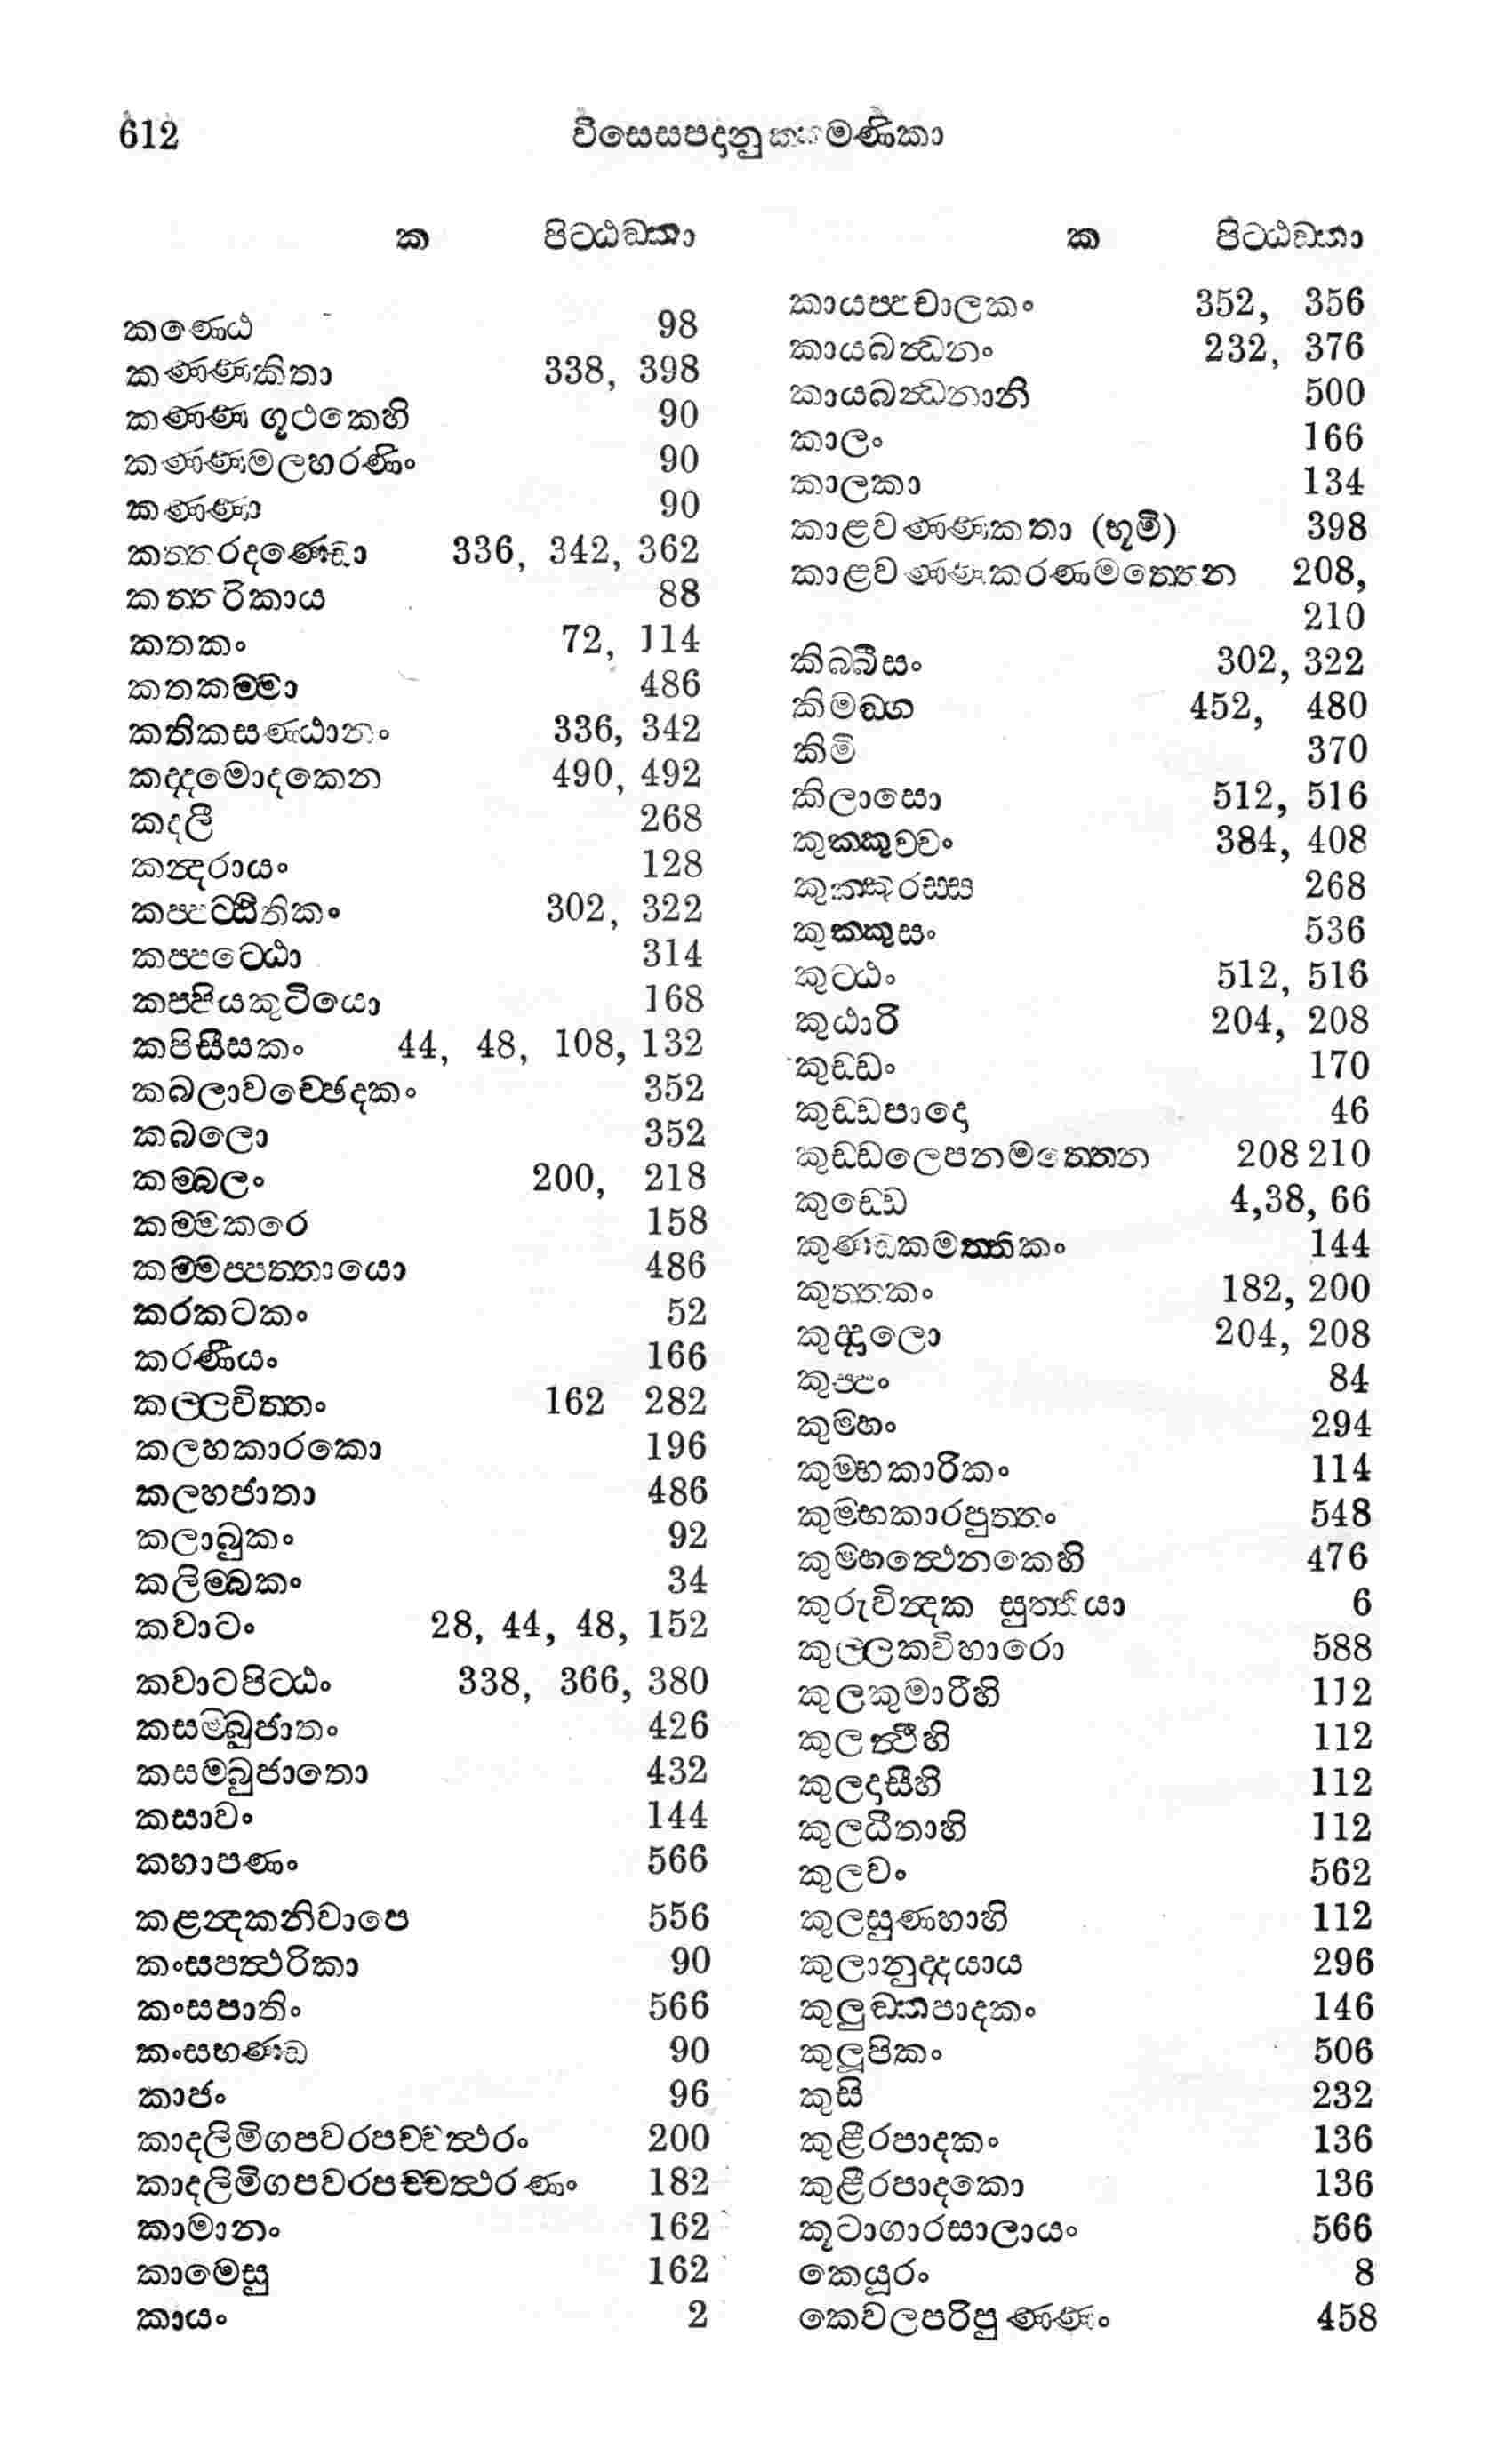 612 විසෙසපදානුක්කමණිකා
ක පිට්ඨඞ්කා
කණ්ඨෙ 98
කණ්ණකිතා 338, 398
කණ්ණ ගූථකෙහි 90
කණ්ණමලහරණිං 90
කණ්ණා 90
කත්තරදණ්ඩො 336, 342, 362
කත්තරිකාය 88
කතකං 72, 114
කතකම්මා 486
කතිකසණ්ඨානං 336, 342
කද්දමොදකෙන 490, 492
කදලී 268
කන්දරායං 128
කප්පට්ඨිතිකං 302, 322
කප්පට්ඨො 314
කප්පියකුටියො 168
කපිසීසකං 44, 48, 108, 132
කබලාවච්ඡෙදකං 352
කබලො 352
කම්බලං 200, 218
කම්මකරෙ 158
කම්මප්පත්තායො 486
කරකටකං 52
කරණීයං 166
කල්ලචිත්තං 162 282
කලහකාරකො 196
කලහජාතා 486
කලාබුකං 92
කලිම්බකං 34
කවාටං 28, 44, 48, 152
කවාටපිට්ඨං 338, 366, 380
කසම්බුජාතං 426
කසම්බුජාතො 432
කසාවං 144
කහාපණං 566
කළන්දකනිවාපෙ 556
කංසපත්ථරිකා 90
කංසපාතිං 566
කංසභණ්ඩ 90
කාජං 96
කාදලිමිගපවරපච්චත්ථරං 200
කාදලිමිගපවරපච්චත්ථරණං 182
කාමානං 162
කාමෙසු 162
කායං 2
ක පිට්ඨඞ්කා
කායප්පචාලකං 352, 356
කායබන්ධනං 232, 376
කායබන්ධනානි 500
කාලං 166
කාලකා 134
කාළවණ්ණකතා (භූමි) 398
කාළවණ්ණකරණමත්තෙන 208,
210
කිබ්බිසං 302, 322
කිමඞ්ග 452, 480
කිමි 370
කිලාසො 512, 516
කුක්කුච්චං 384, 408
කුක්කුරස්ස 268
කුක්කුසං 536
කුට්ඨං 512, 516
කුඨාරි 204, 208
කුඩ්ඩං 170
කුඩ්ඩපාදො 46
කුඩ්ඩලෙපනමත්තෙන 208 210
කුඩ්ඩෙ 4,38, 66
කුණ්ඩකමත්තිකං 144
කුත්තකං 182, 200
කුද්දාලො 204, 208
කුප්පං 84
කුම්භං 294
කුම්භකාරිකං 114
කුම්භකාරපුත්තං 548
කුම්භත්ථෙනකෙහි 476
කුරුවින්දක සුත්තියා 6
කුල්ලකවිහාරො 588
කුලකුමාරීහි 112
කුලත්ථීහි 112
කුලදාසීහි 112
කුලධීතාහි 112
කුලවං 562
කුලසුණ්හාහි 112
කුලානුද්දයාය 296
කුලුඞ්කපාදකං 146
කුලූපිකං 506
කුසි 232
කුළීරපාදකං 136
කුළීරපාදකො 136
කූටාගාරසාලායං 566
කෙයූරං 8
කෙවලපරිපුණ්ණං 458